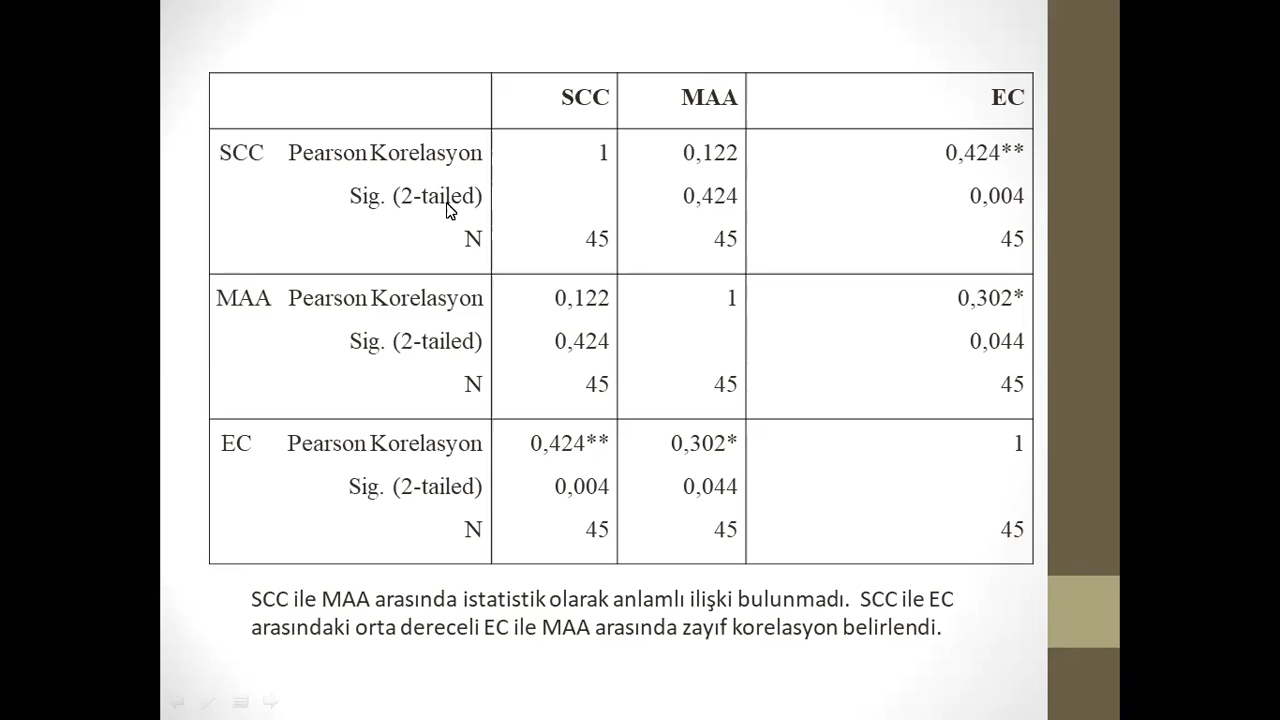 SCC MAA EC
SCC Pearson Korelasyon 1 0,122 0,424**
Sig. (2-tailed) 0,424 0,004
N 45 45 45
MAA Pearson Korelasyon 0,122 1 0,302*
Sig. (2-tailed) 0,424 0,044
N 45 45 45
EC Pearson Korelasyon 0,424** 0,302* 1
Sig. (2-tailed) 0,004 0,044
N 45 45 45
SCC ile MAA arasında istatistik olarak anlamlı ilişki bulunmadı. SCC ile EC
arasındaki orta dereceli EC ile MAA arasında zayıf korelasyon belirlendi.